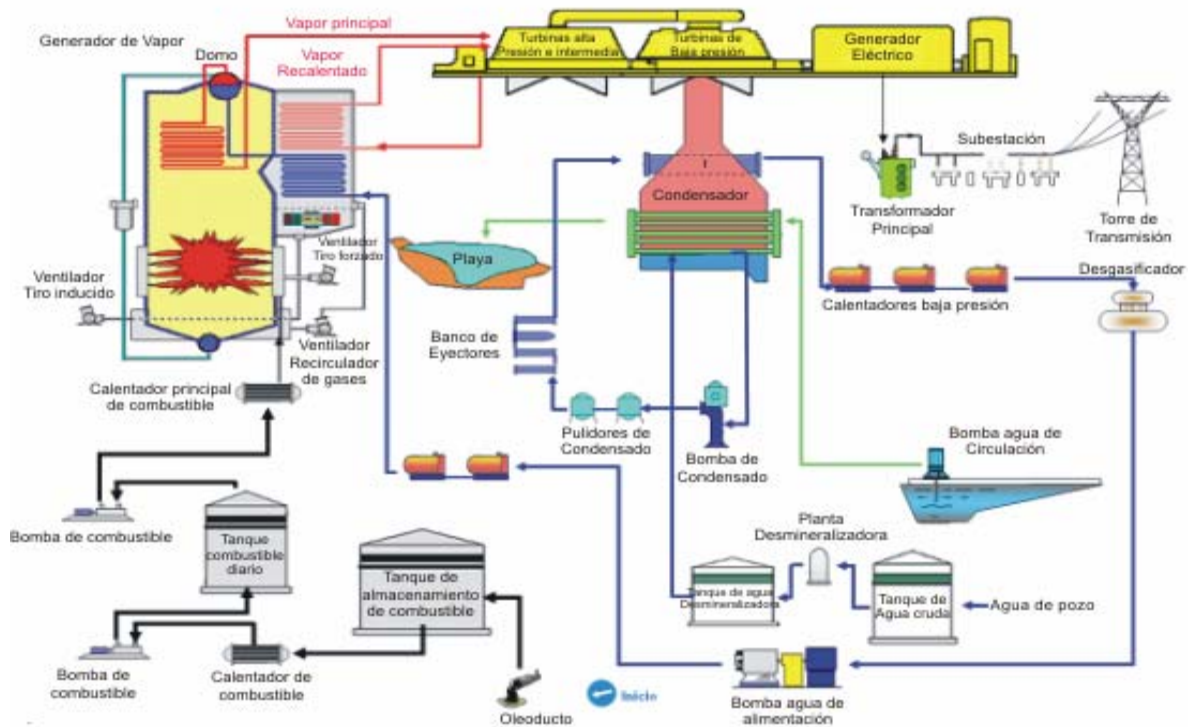 Vapor principal
Generador de Vapor
Domo
Vapor
Recalentado
Turbinas alta
Presión e intermedia
Turbinas de
Baja presión
Generador
Eléctrico
Subestación
Condensador
Transformador
Principal
Torre de
Transmisión
Ventilador
Tiro forzado
Playa
Ventilador
Tiro inducido
Desgasificador
Calentadores baja presión
Banco de
Eyectores
Ventilador
Recirculador
de gases
Calentador principal
de combustible
Pulidores de
Condensado
Bomba de
Condensado
Bomba agua de
Circulación
Bomba de combustible
Tanque
combustible
diario
Tanque de
almacenamiento
de combustible
Planta
Desmineralizadora
Tanque de agua
Desmineralizadora
Tanque de
Agua cruda
Agua de pozo
Bomba de
combustible
Calentador de
combustible
Oleoducto
Inicio
Bomba agua de
alimentación